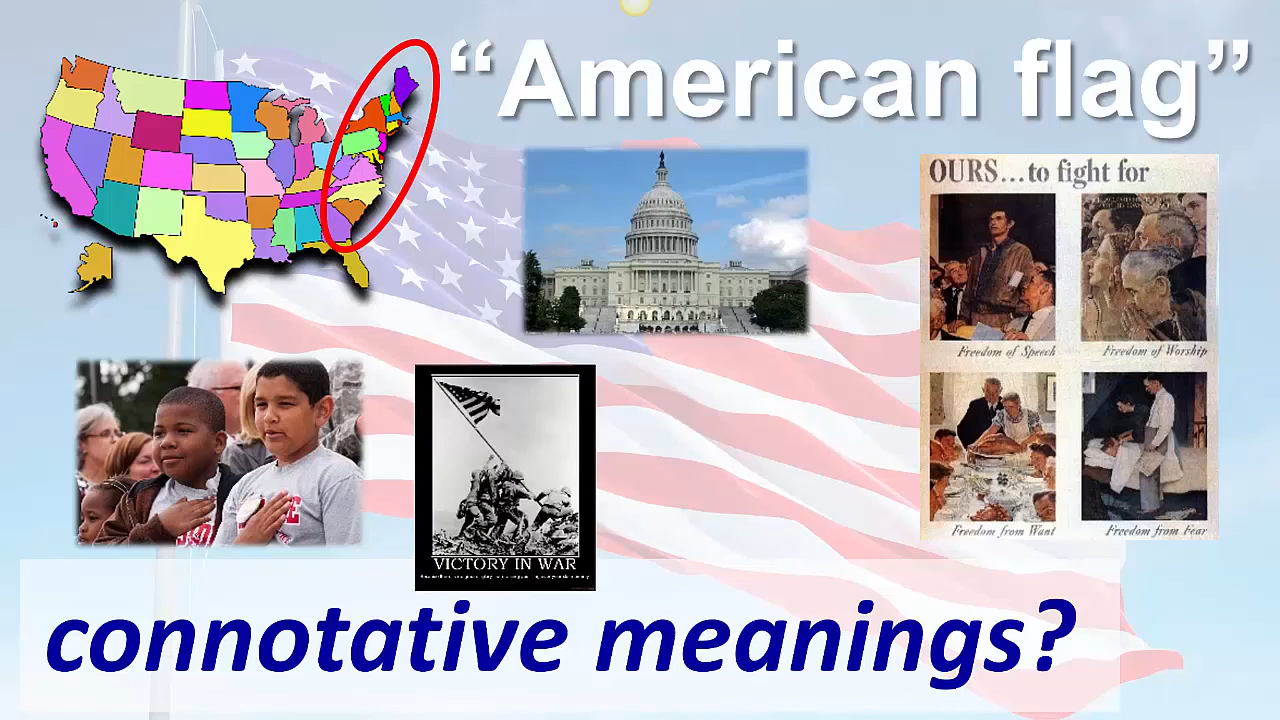 “American flag”
OURS...to fight for
Freedom of Speech
Freedom of Worship
Freedom from Want
Freedom from Fear
VICTORY IN WAR
connotative meanings?